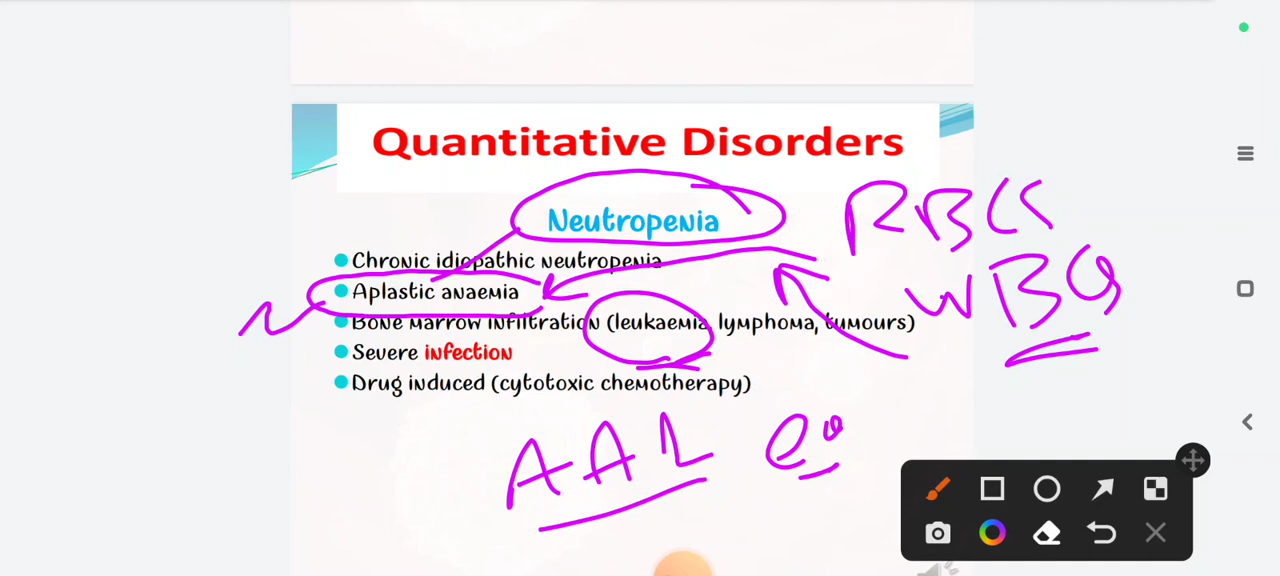 Quantitative Disorders
Neutropenia
RBCs
Chronic idiopathic neutropenia
Aplastic anaemia
WBC
Bone marrow infiltration (leukaemia, lymphoma, tumours)
Severe infection
Drug induced (cytotoxic chemotherapy)
AAL